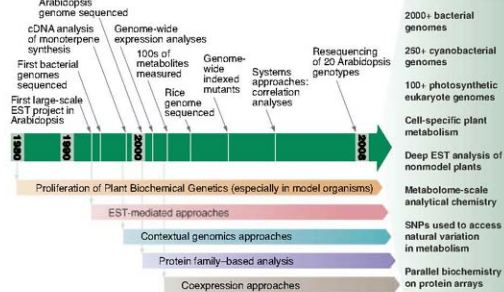 Arabidopsis
genome sequenced
cDNA analysis
of monoterpene
synthesis
Genome-wide
expression analyses
First bacterial
genomes
sequenced
100s of
metabolites
measured
Genome-
wide
indexed
mutants
Resequencing
of 20 Arabidopsis
genotypes
First large-scale
EST project in
Arabidopsis
Rice
genome
sequenced
Systems
approaches:
correlation
analyses
1980
1990
2000
2008
Proliferation of Plant Biochemical Genetics (especially in model organisms)
EST-mediated approaches
Contextual genomics approaches
Protein family–based analysis
Coexpression approaches
2000+ bacterial
genomes
250+ cyanobacterial
genomes
100+ photosynthetic
eukaryote genomes
Cell-specific plant
metabolism
Deep EST analysis of
nonmodel plants
Metabolome-scale
analytical chemistry
SNPs used to access
natural variation
in metabolism
Parallel biochemistry
on protein arrays